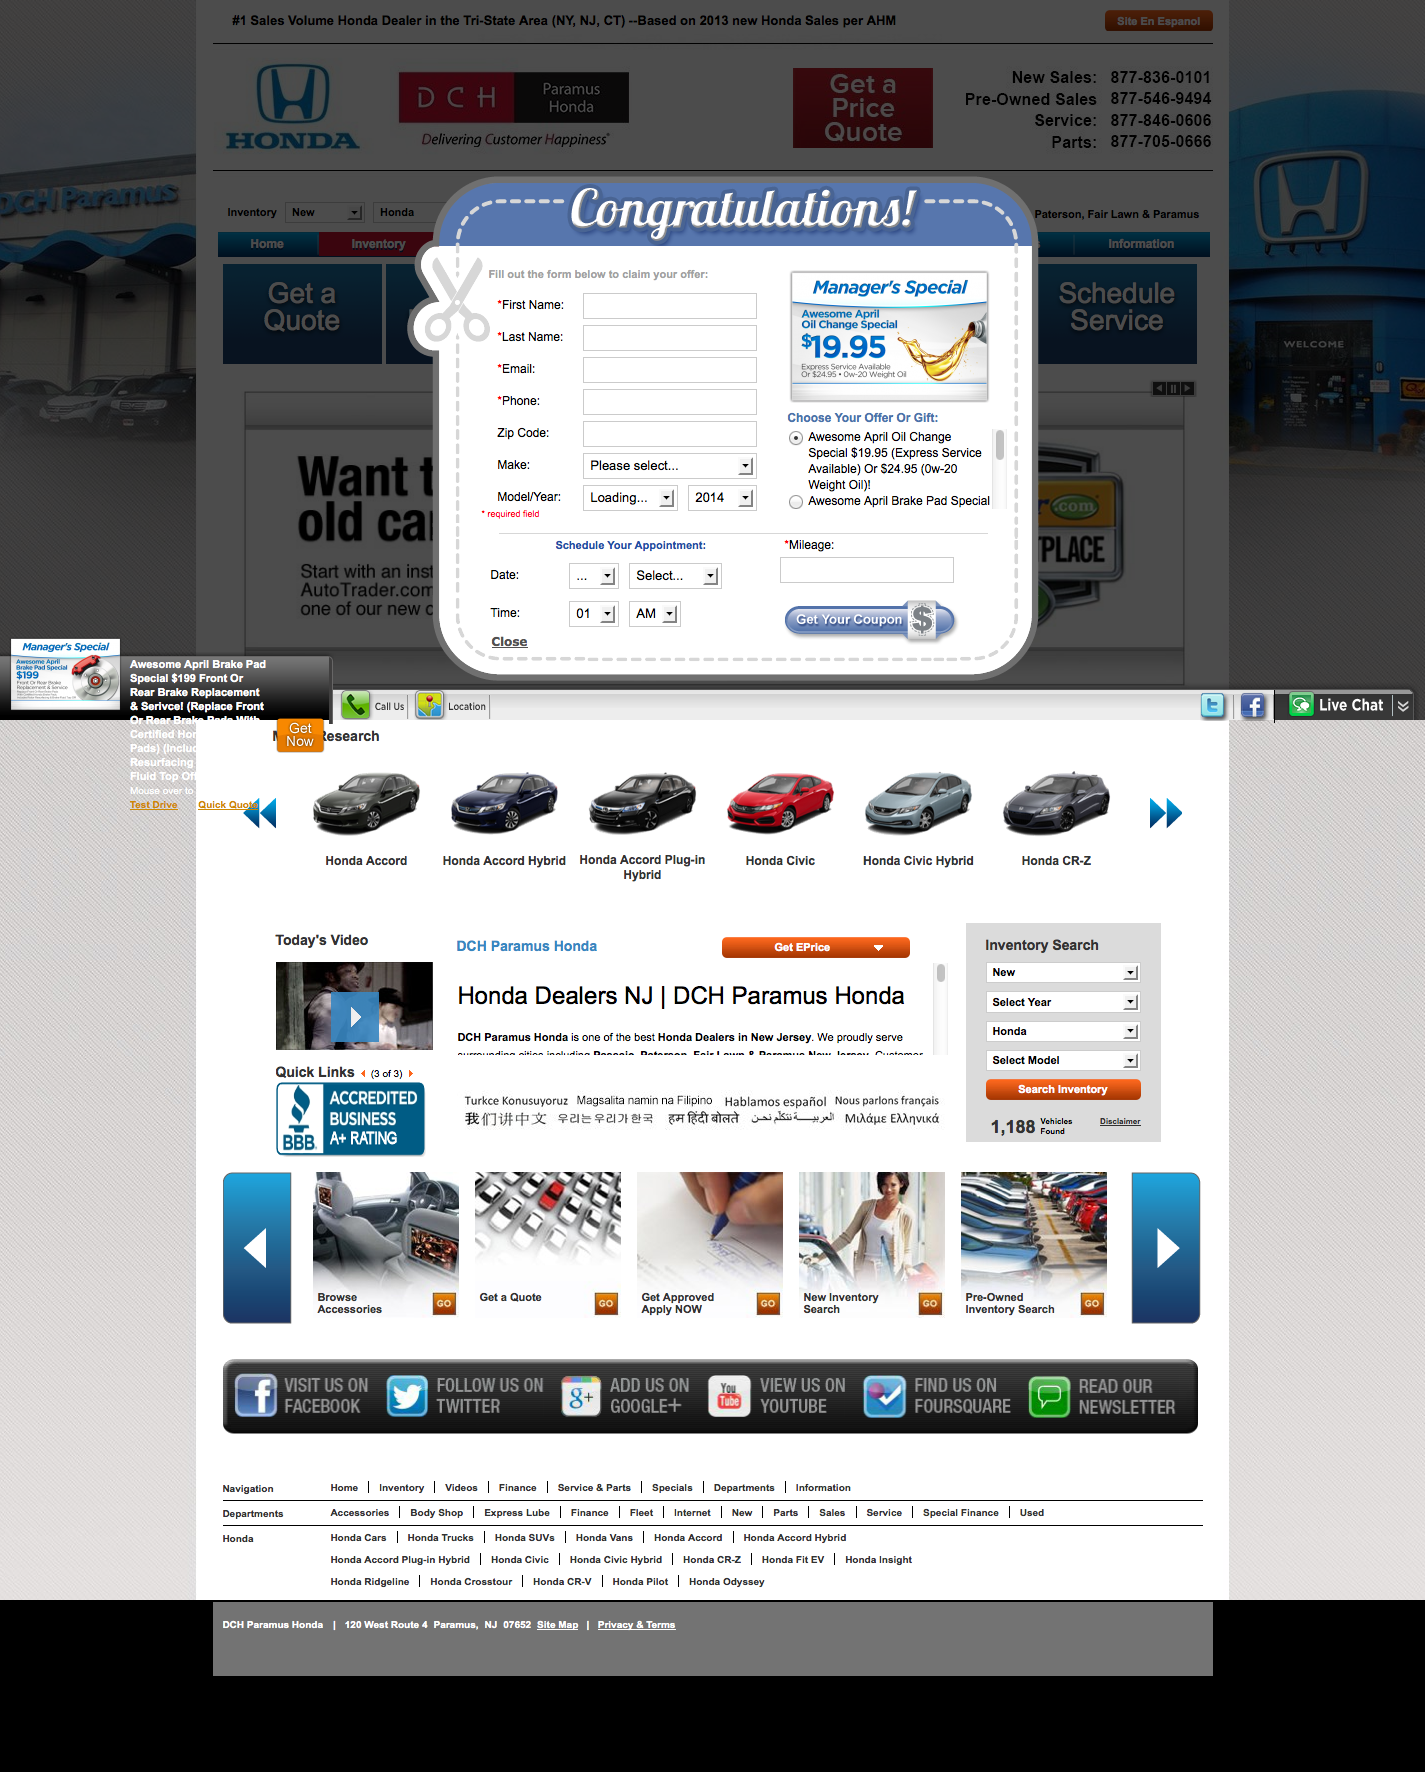 #1 Sales Volume Honda Dealer in the Tri-State Area (NY, NJ, CT) --Based on 2013 new Honda Sales per AHM
Site En Espanol
HONDA
DCH
Paramus
Honda
Delivering Customer Happiness
Get a
Price
Quote
New Sales: 877-836-0101
Pre-Owned Sales 877-546-9494
Service: 877-846-0606
Parts: 877-705-0666
DCH Paramus
Inventory
New
Honda
Paterson, Fair Lawn & Paramus
Home
Inventory
Information
Get a
Quote
Schedule
Service
WELCOME
Congratulations!
Fill out the form below to claim your offer:
*First Name:
*Last Name:
*Email:
*Phone:
Zip Code:
Make:
Please select...
Model/Year:
Loading...
2014
* required field
Manager's Special
Awesome April
Oil Change Special
$19.95
Express Service Available
Or $24.95 • 0w-20 Weight Oil
Choose Your Offer Or Gift:
Awesome April Oil Change
Special $19.95 (Express Service
Available) Or $24.95 (0w-20
Weight Oil)!
Awesome April Brake Pad Special
Schedule Your Appointment:
*Mileage:
Date:
...
Select...
Time:
01
AM
Get Your Coupon $
Close
Want t
old car
Start with an inst
AutoTrader.com
one of our new c
.com
TPLACE
Manager's Special
Awesome April
Brake Pad Special
$199
Front Or Rear Brake
Replacement & Service
Awesome April Brake Pad
Special $199 Front Or
Rear Brake Replacement
& Serivce! (Replace Front
Or Rear Brake Pads With
Certified Hon
Pads) (Inclu
Resurfacing
Fluid Top Off
Mouse over to
Test Drive
Quick Quote
Get
Now
Call Us
Location
Live Chat
Research
Honda Accord
Honda Accord Hybrid
Honda Accord Plug-in
Hybrid
Honda Civic
Honda Civic Hybrid
Honda CR-Z
Today's Video
DCH Paramus Honda
Get EPrice
Honda Dealers NJ | DCH Paramus Honda
DCH Paramus Honda is one of the best Honda Dealers in New Jersey. We proudly serve
surrounding cities including Passaic, Paterson, Fair Lawn & Paramus New Jersey. Customer
Inventory Search
New
Select Year
Honda
Select Model
Search Inventory
1,188
Vehicles
Found
Disclaimer
Quick Links (3 of 3)
BBB.
ACCREDITED
BUSINESS
A+ RATING
Turkce Konusuyoruz
Magsalita namin na Filipino
Hablamos español
Nous parlons français
我们讲中文
우리는 우리가 한국
हम हिंदी बोलते
العربية نتكلم نحن
Μιλάμε Ελληνικά
Browse
Accessories
GO
Get a Quote
GO
Get Approved
Apply NOW
GO
New Inventory
Search
GO
Pre-Owned
Inventory Search
GO
VISIT US ON
FACEBOOK
FOLLOW US ON
TWITTER
ADD US ON
GOOGLE+
You
Tube
VIEW US ON
YOUTUBE
FIND US ON
FOURSQUARE
READ OUR
NEWSLETTER
Navigation
Home | Inventory | Videos | Finance | Service & Parts | Specials | Departments | Information
Departments
Accessories | Body Shop | Express Lube | Finance | Fleet | Internet | New | Parts | Sales | Service | Special Finance | Used
Honda
Honda Cars | Honda Trucks | Honda SUVs | Honda Vans | Honda Accord | Honda Accord Hybrid
Honda Accord Plug-in Hybrid | Honda Civic | Honda Civic Hybrid | Honda CR-Z | Honda Fit EV | Honda Insight
Honda Ridgeline | Honda Crosstour | Honda CR-V | Honda Pilot | Honda Odyssey
DCH Paramus Honda | 120 West Route 4 Paramus, NJ 07652 Site Map | Privacy & Terms